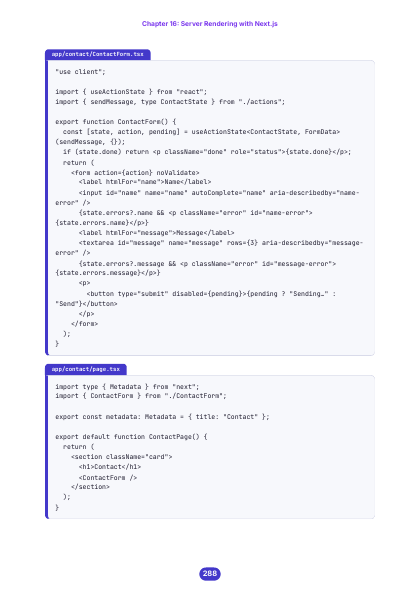 Chapter 16: Server Rendering with Next.js
app/contact/ContactForm.tsx
"use client";
import { useActionState } from "react";
import { sendMessage, type ContactState } from "./actions";
export function ContactForm() {
const [state, action, pending] = useActionState<ContactState, FormData>
(sendMessage, {});
if (state.done) return <p className="done" role="status">{state.done}</p>;
return (
<form action={action} noValidate>
<label htmlFor="name">Name</label>
<input id="name" name="name" autoComplete="name" aria-describedby="name-
error" />
{state.errors?.name && <p className="error" id="name-error">
{state.errors.name}</p>}
<label htmlFor="message">Message</label>
<textarea id="message" name="message" rows={3} aria-describedby="message-
error" />
{state.errors?.message && <p className="error" id="message-error">
{state.errors.message}</p>}
<p>
<button type="submit" disabled={pending}>{pending ? "Sending…" :
"Send"}</button>
</p>
</form>
);
}
app/contact/page.tsx
import type { Metadata } from "next";
import { ContactForm } from "./ContactForm";
export const metadata: Metadata = { title: "Contact" };
export default function ContactPage() {
return (
<section className="card">
<h1>Contact</h1>
<ContactForm />
</section>
);
}
288